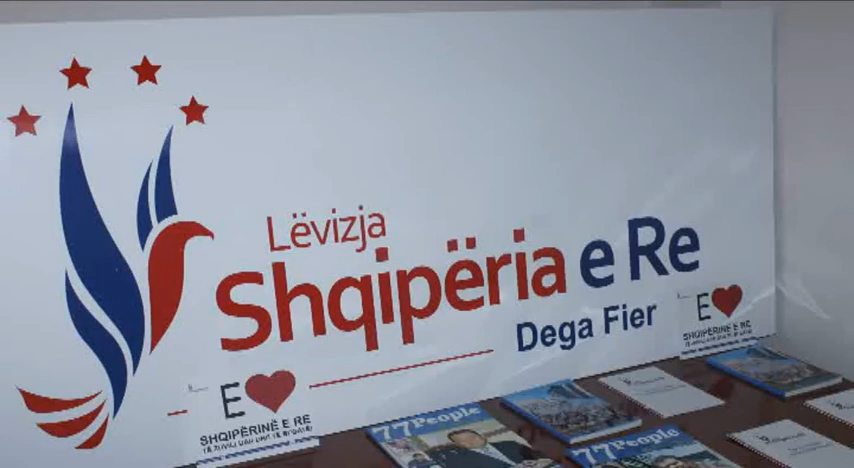 Lëvizja
Shqipëria e Re
Dega Fier
E
SHQIPËRINË E RE
E
SHQIPËRINË E RE
77People
77People